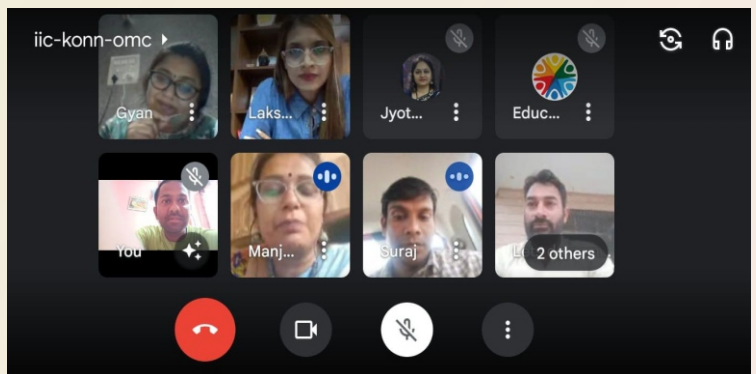 iic-konn-omc
Gyan
Laks...
Jyot...
Educ...
You
Manj...
Suraj
2 others